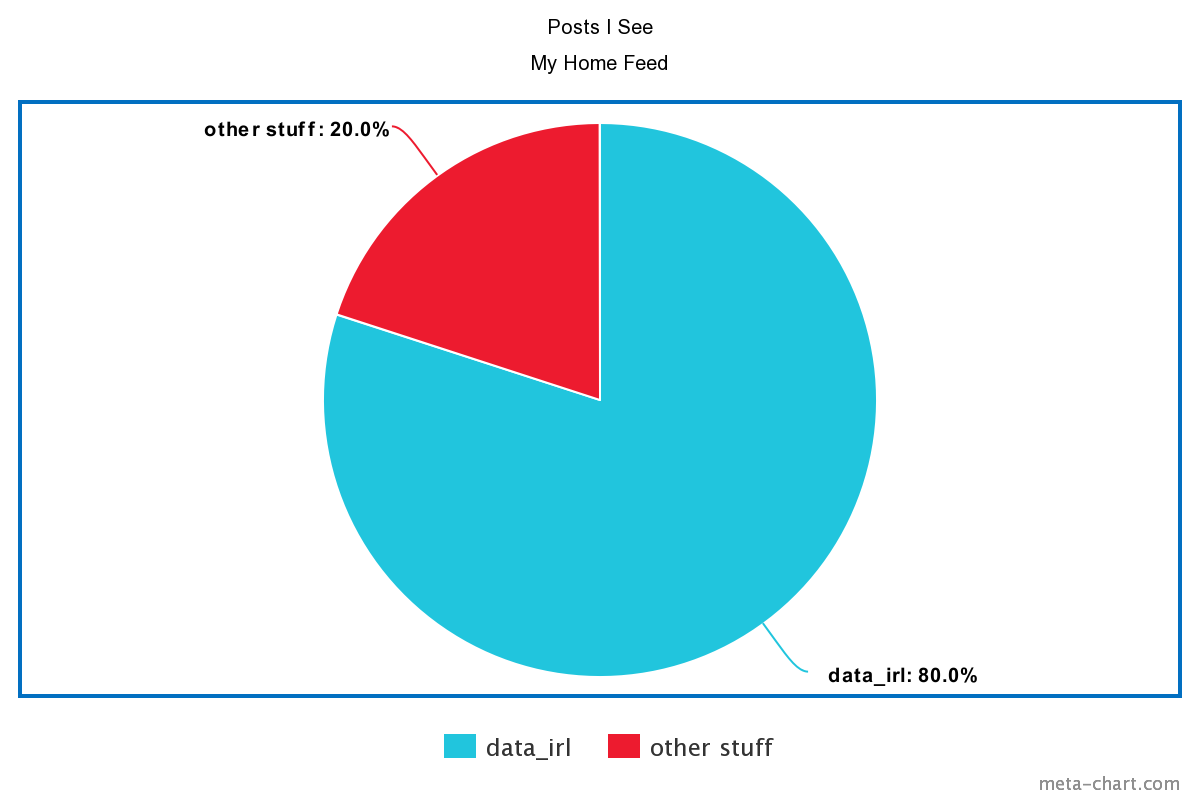 Posts I See
My Home Feed
other stuff: 20.0%
data_irl: 80.0%
data_irl
other stuff
meta-chart.com